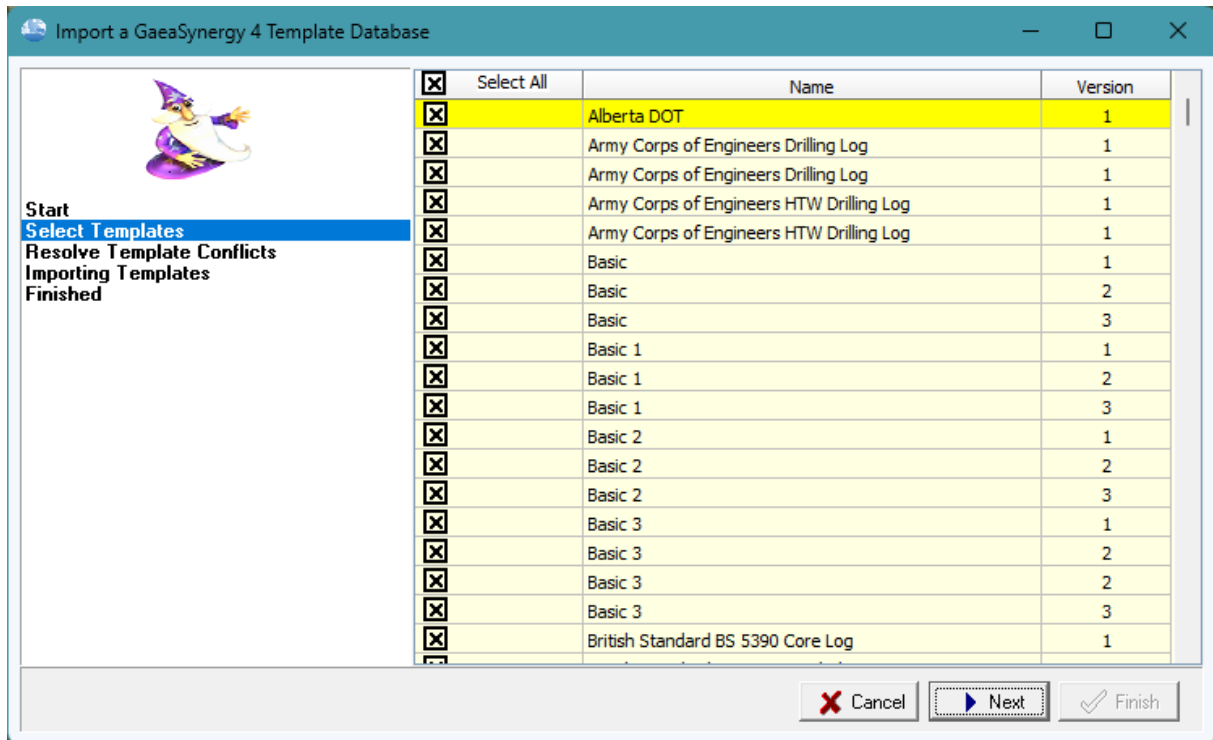 Import a GaeaSynergy 4 Template Database
Start
Select Templates
Resolve Template Conflicts
Importing Templates
Finished
Select All Name Version
Alberta DOT 1
Army Corps of Engineers Drilling Log 1
Army Corps of Engineers Drilling Log 1
Army Corps of Engineers HTW Drilling Log 1
Army Corps of Engineers HTW Drilling Log 1
Basic 1
Basic 2
Basic 3
Basic 1 1
Basic 1 2
Basic 1 3
Basic 2 1
Basic 2 2
Basic 2 3
Basic 3 1
Basic 3 2
Basic 3 2
Basic 3 3
British Standard BS 5390 Core Log 1
Cancel Next Finish